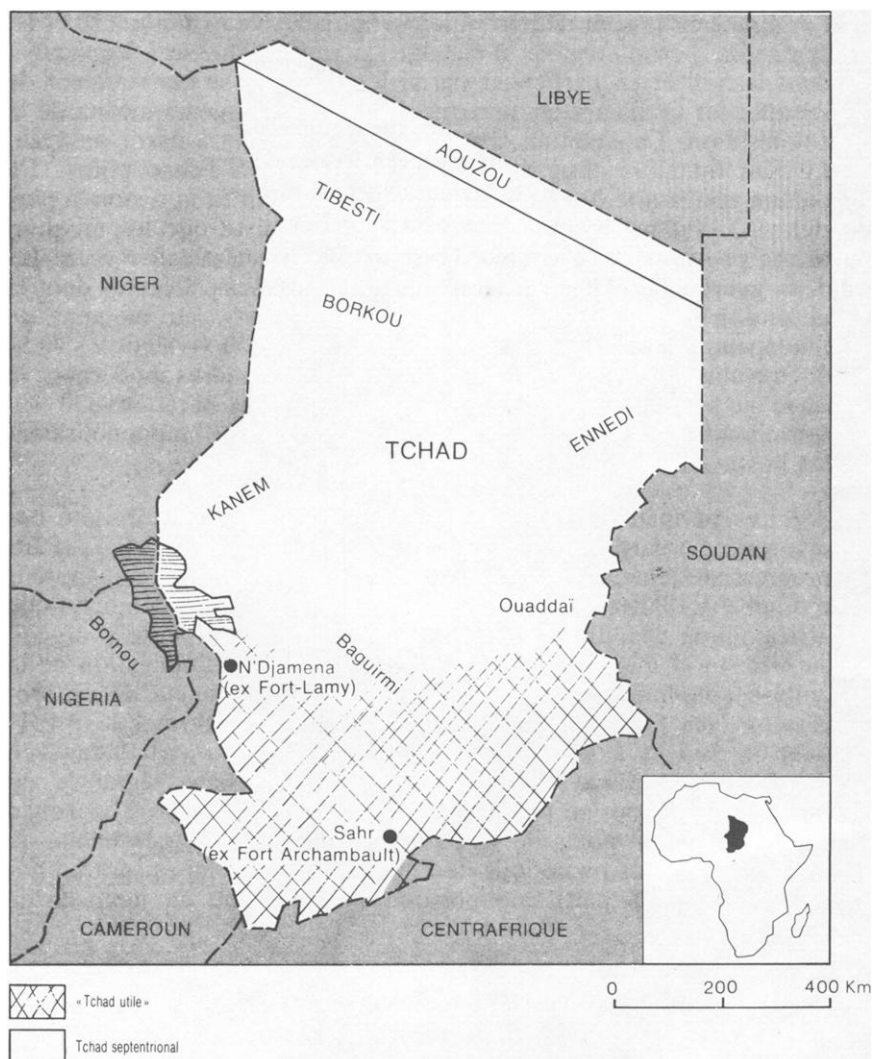 LIBYE
AOUZOU
TIBESTI
NIGER
BORKOU
ENNEDI
TCHAD
KANEM
SOUDAN
Ouaddaï
Bornou
Baguirmi
N'Djamena
(ex Fort-Lamy)
NIGERIA
Sahr
(ex Fort Archambault)
CAMEROUN
CENTRAFRIQUE
«Tchad utile»
0 200 400 Km
Tchad septentrional